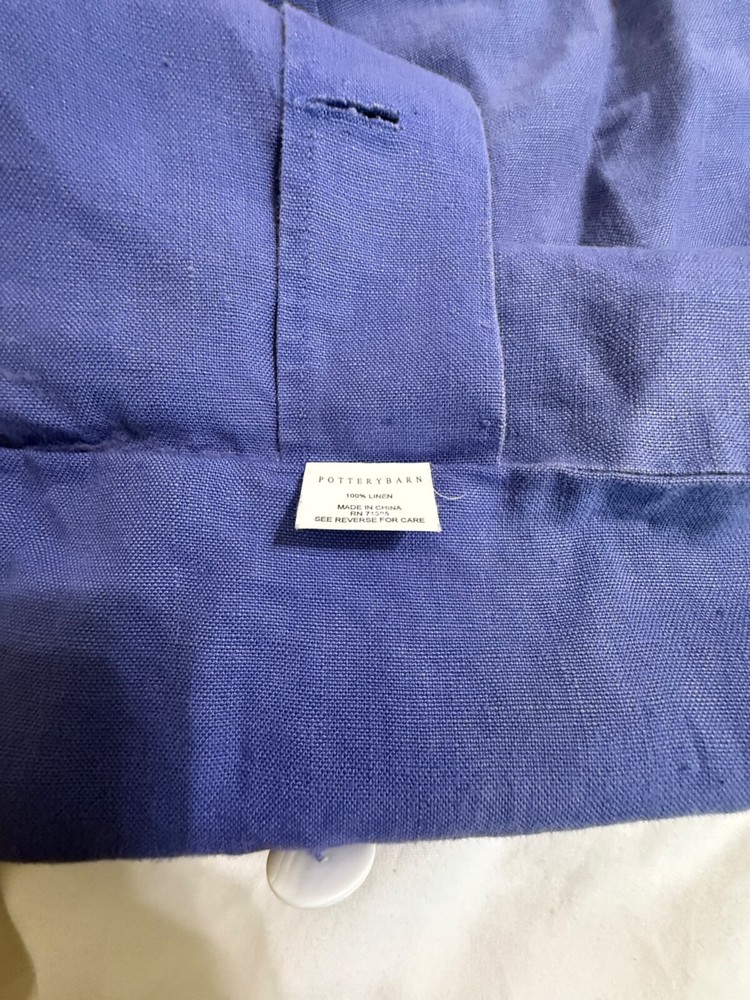 POTTERYBARN
100% LINEN
MADE IN CHINA
RN
SEE REVERSE FOR CARE